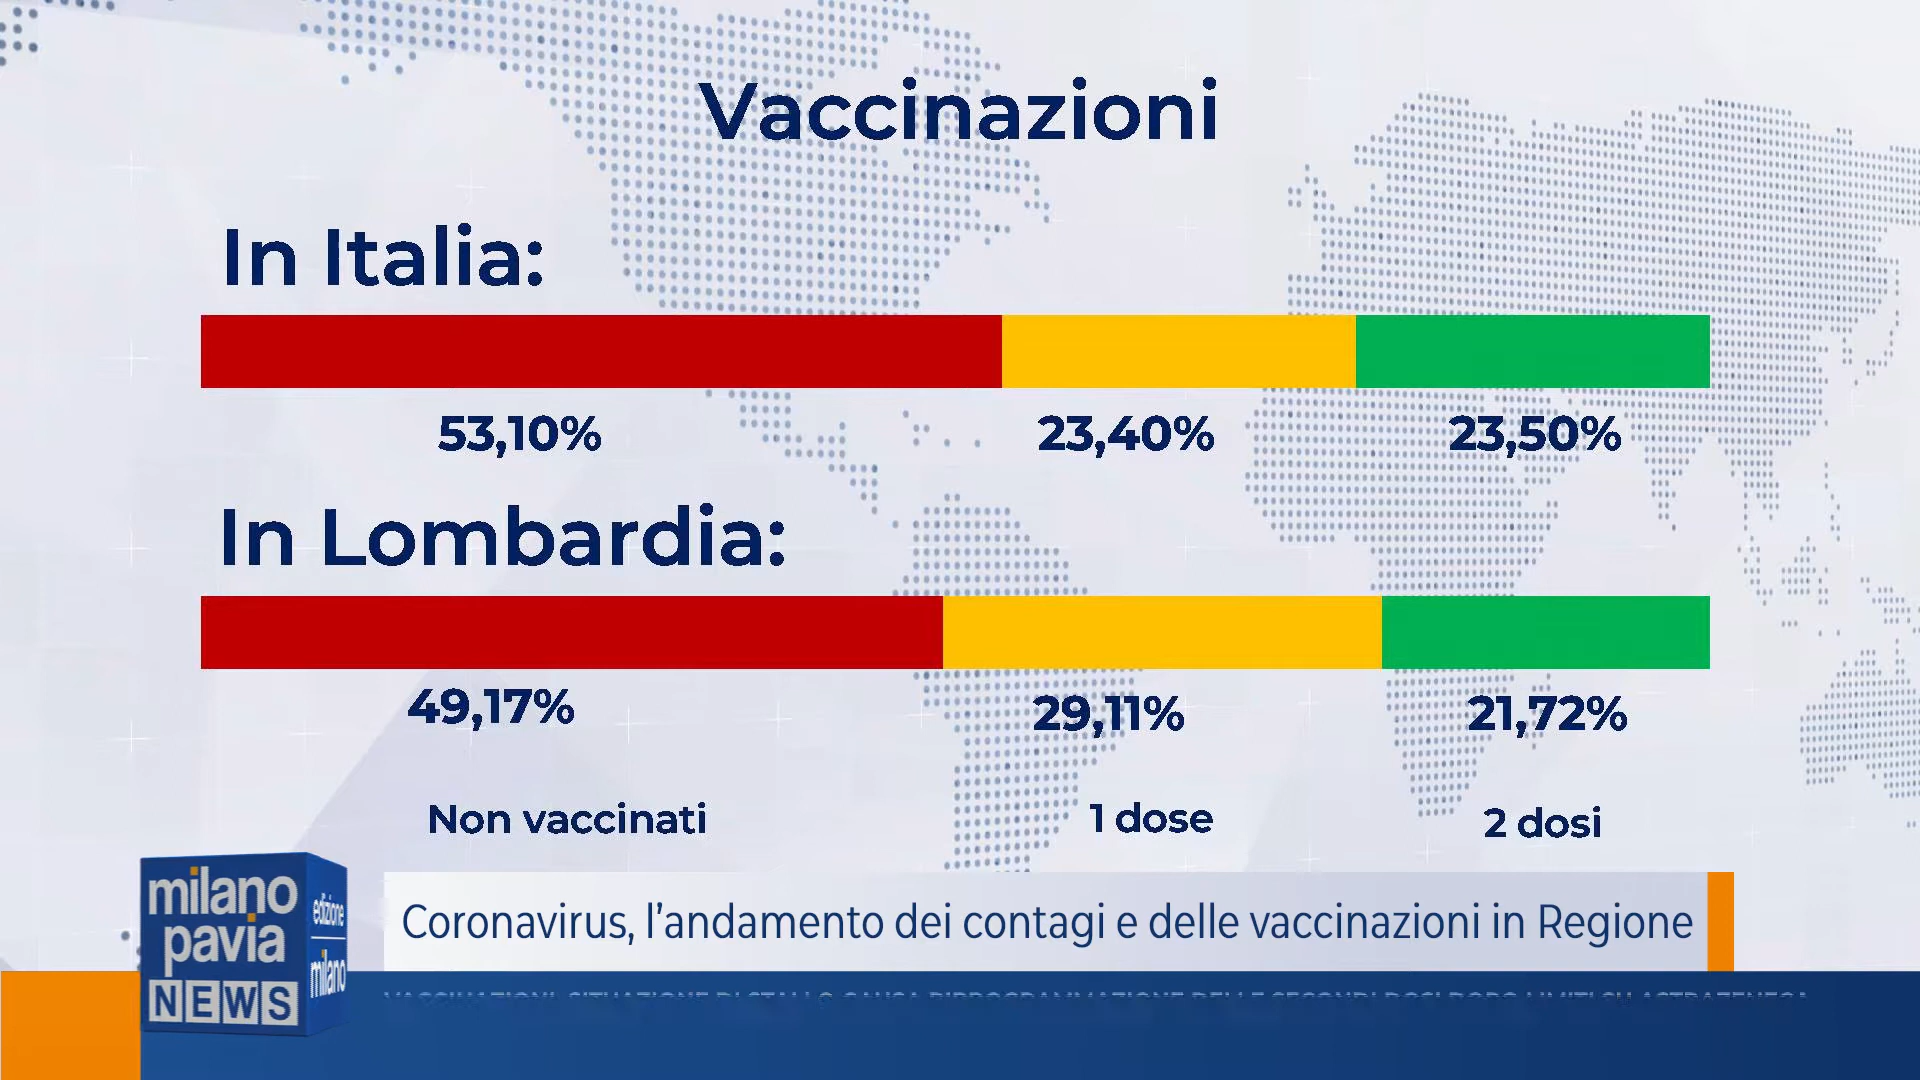 Vaccinazioni
In Italia:
53,10% 23,40% 23,50%
In Lombardia:
49,17% 29,11% 21,72%
Non vaccinati 1 dose 2 dosi
milano
pavia
NEWS
edizione
milano
Coronavirus, l'andamento dei contagi e delle vaccinazioni in Regione